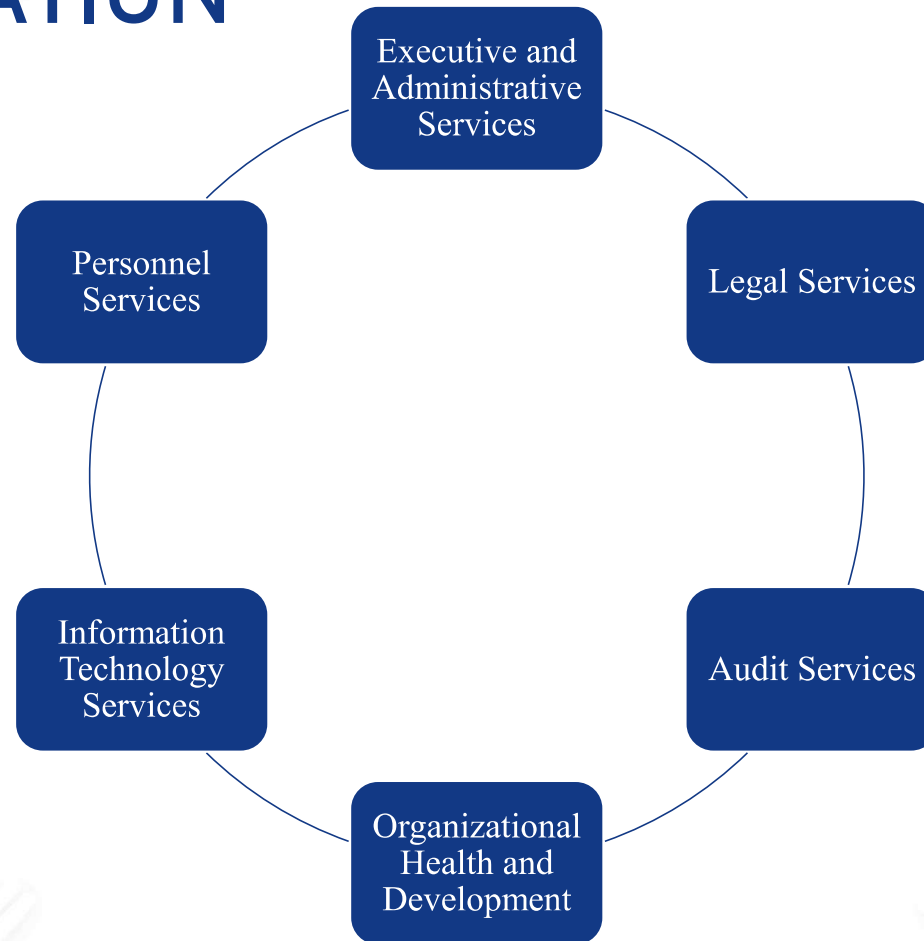 Executive and
Administrative
Services
Personnel
Services
Legal Services
Information
Technology
Services
Audit Services
Organizational
Health and
Development